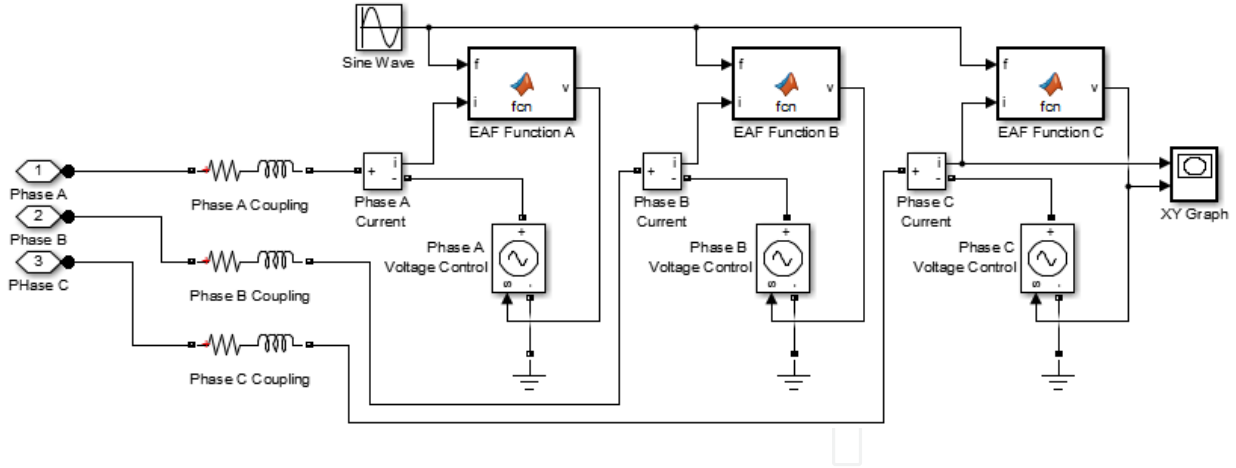 Sine Wave
f
i
v
fcn
EAF Function A
f
i
v
fcn
EAF Function B
f
i
v
fcn
EAF Function C
1
Phase A
2
Phase B
3
PHase C
Phase A Coupling
Phase B Coupling
Phase C Coupling
+
i
-
Phase A
Current
+
i
-
Phase B
Current
+
i
-
Phase C
Current
XY Graph
+
s
-
Phase A
Voltage Control
+
s
-
Phase B
Voltage Control
+
s
-
Phase C
Voltage Control